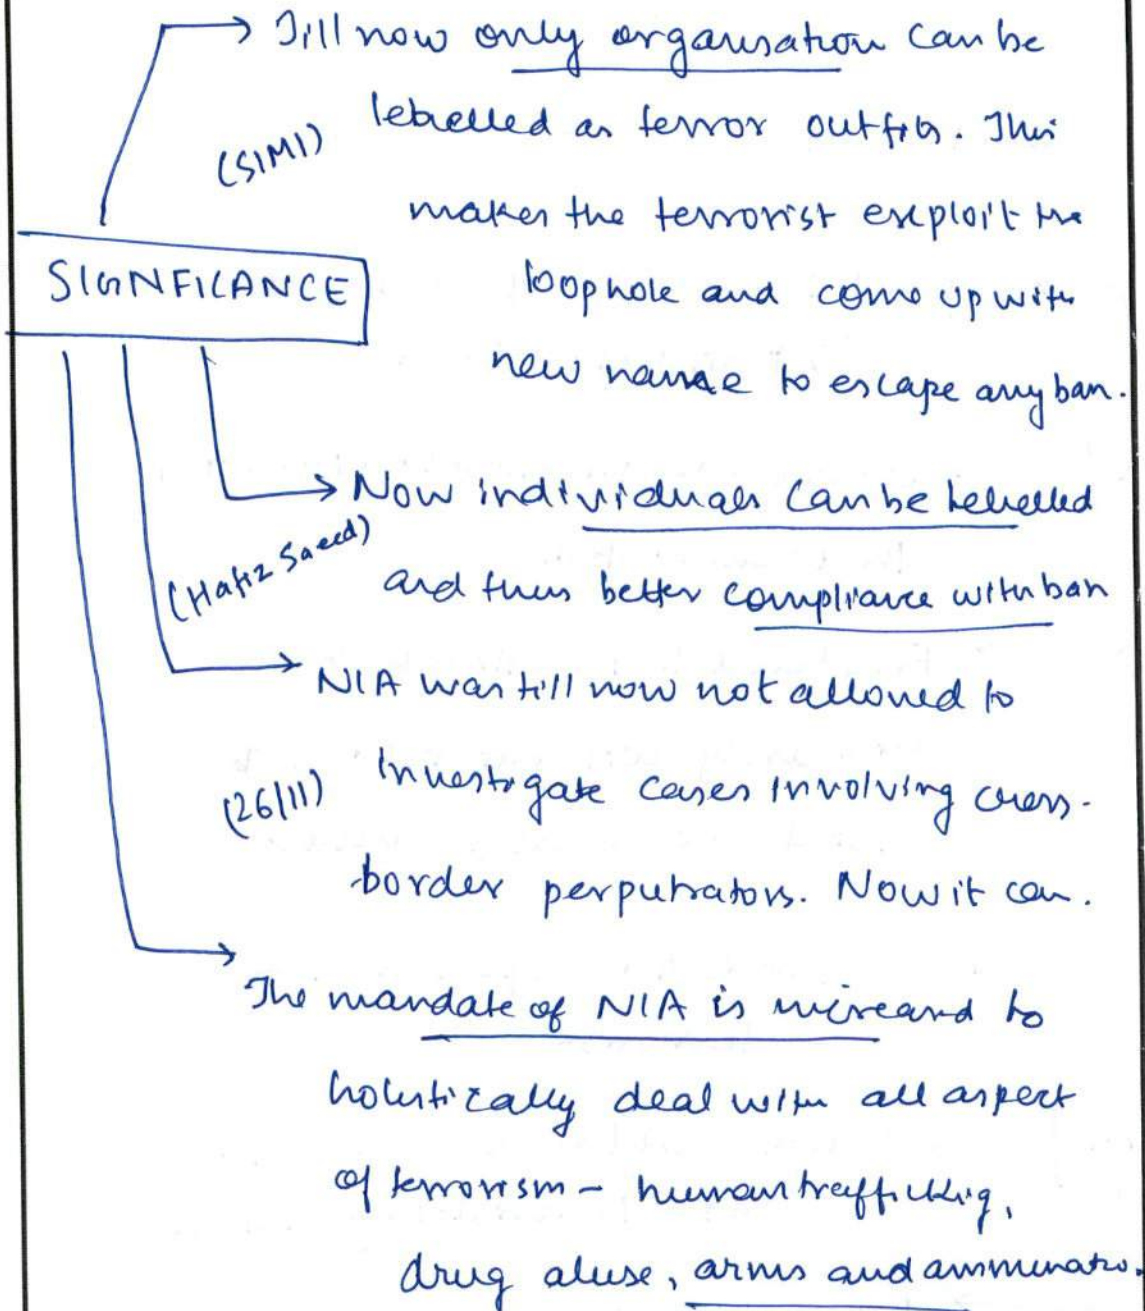 Till now only organisation can be
lebelled as terror outfits. This
(SIMI)
makes the terrorist exploit the
loophole and come up with
new name to escape any ban.
SIGNFICANCE
Now individuals can be lebelled
(Hafiz Saeed)
and thus better compliance with ban
NIA was till now not allowed to
(26/11)
investigate cases involving cross-
border perputrators. Now it can.
The mandate of NIA is increased to
holistically deal with all aspect
of terrorism - human trafficking,
drug abuse, arms and ammunation.